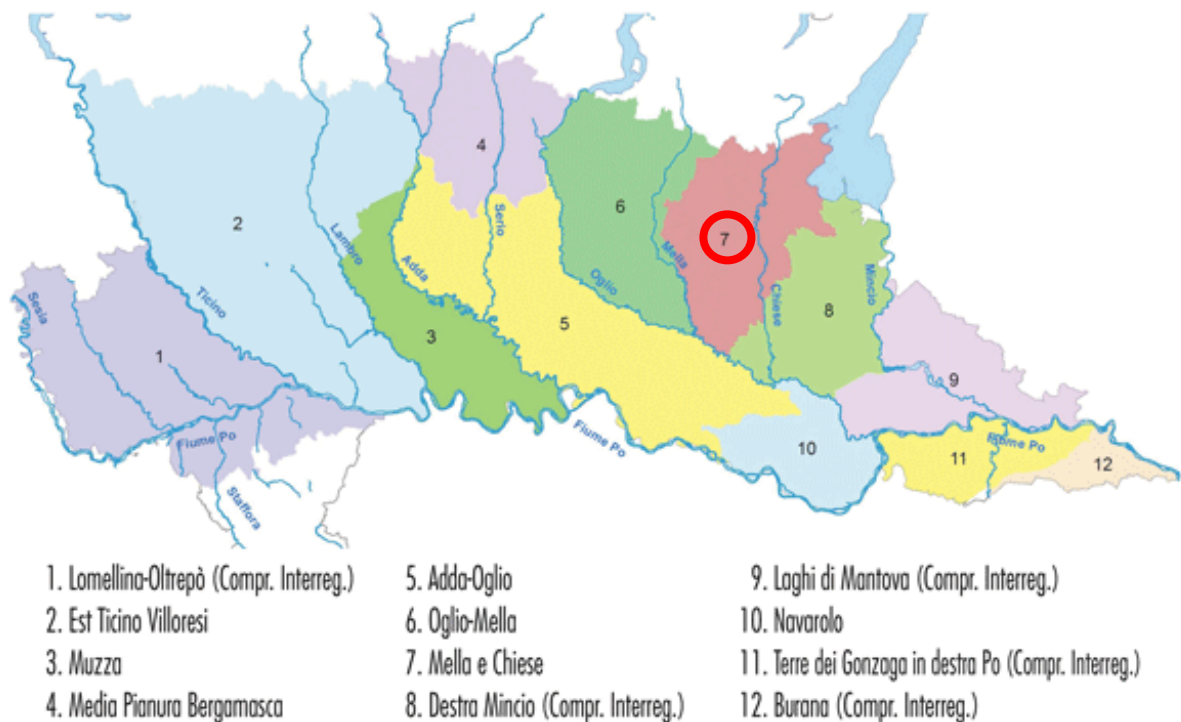 4
2
6
7
Serio
Lambro
Mella
Adda
Oglio
Mincio
Sesia
Ticino
Chiese
8
1
3
5
9
Fiume Po
Fiume Po
Fiume Po
10
11
12
Staffora
1. Lomellina-Oltrepò (Compr. Interreg.)
2. Est Ticino Villoresi
3. Muzza
4. Media Pianura Bergamasca
5. Adda-Oglio
6. Oglio-Mella
7. Mella e Chiese
8. Destra Mincio (Compr. Interreg.)
9. Laghi di Mantova (Compr. Interreg.)
10. Navarolo
11. Terre dei Gonzaga in destra Po (Compr. Interreg.)
12. Burana (Compr. Interreg.)